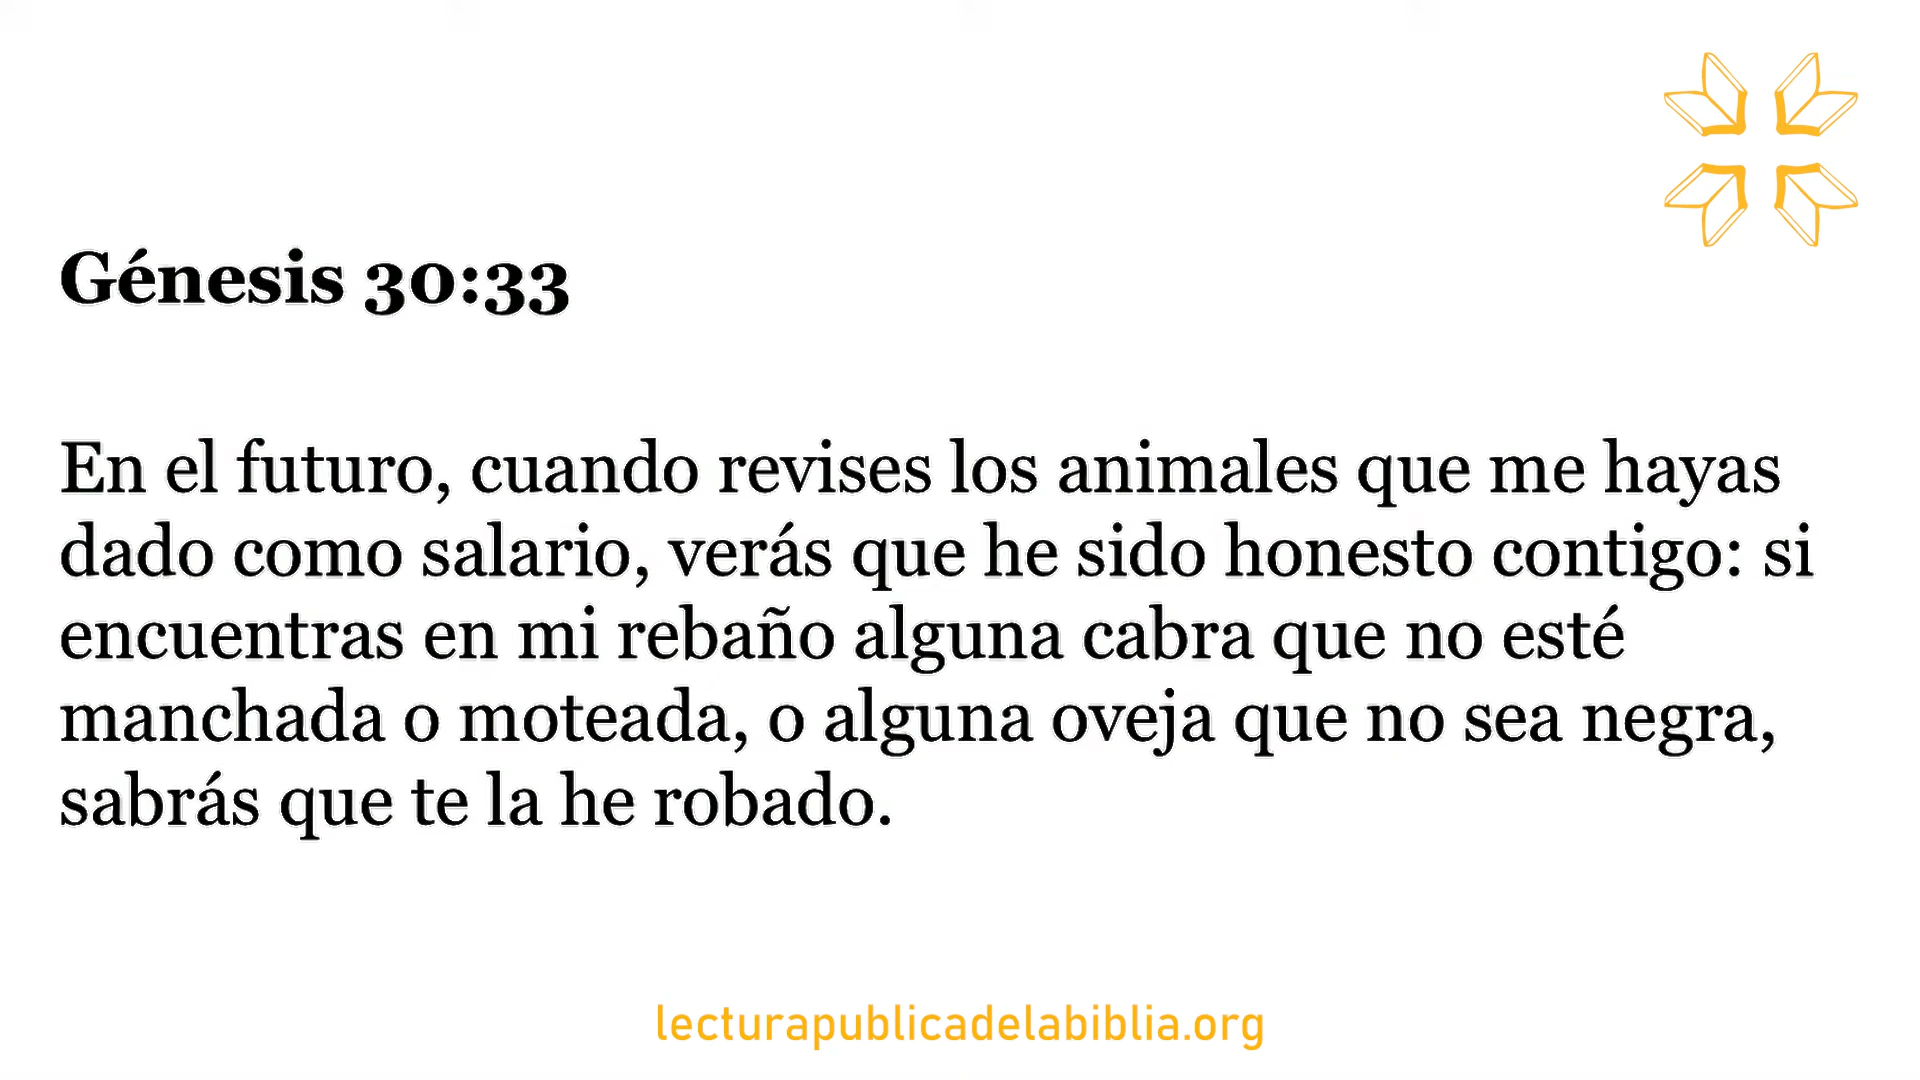 Génesis 30:33
En el futuro, cuando revises los animales que me hayas
dado como salario, verás que he sido honesto contigo: si
encuentras en mi rebaño alguna cabra que no esté
manchada o moteada, o alguna oveja que no sea negra,
sabrás que te la he robado.
lecturapublicadelabiblia.org